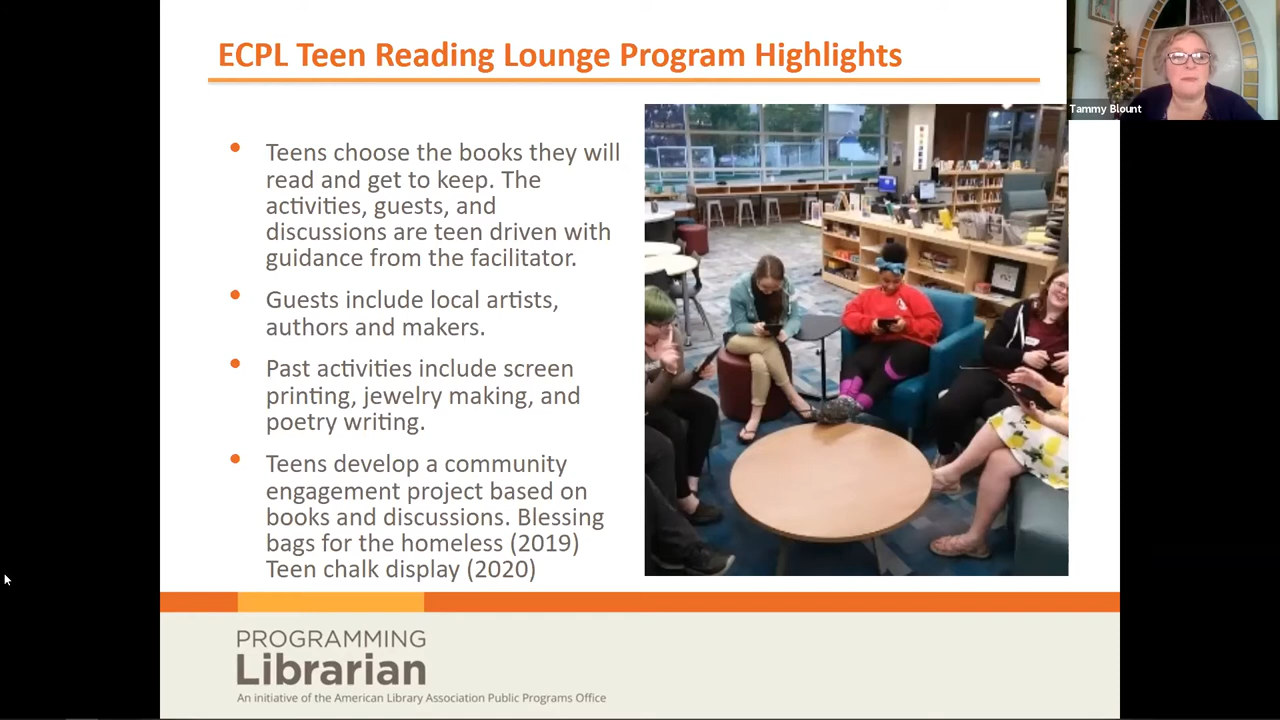 ECPL Teen Reading Lounge Program Highlights
Tammy Blount
Teens choose the books they will
read and get to keep. The
activities, guests, and
discussions are teen driven with
guidance from the facilitator.
Guests include local artists,
authors and makers.
Past activities include screen
printing, jewelry making, and
poetry writing.
Teens develop a community
engagement project based on
books and discussions. Blessing
bags for the homeless (2019)
Teen chalk display (2020)
PROGRAMMING
Librarian
An initiative of the American Library Association Public Programs Office